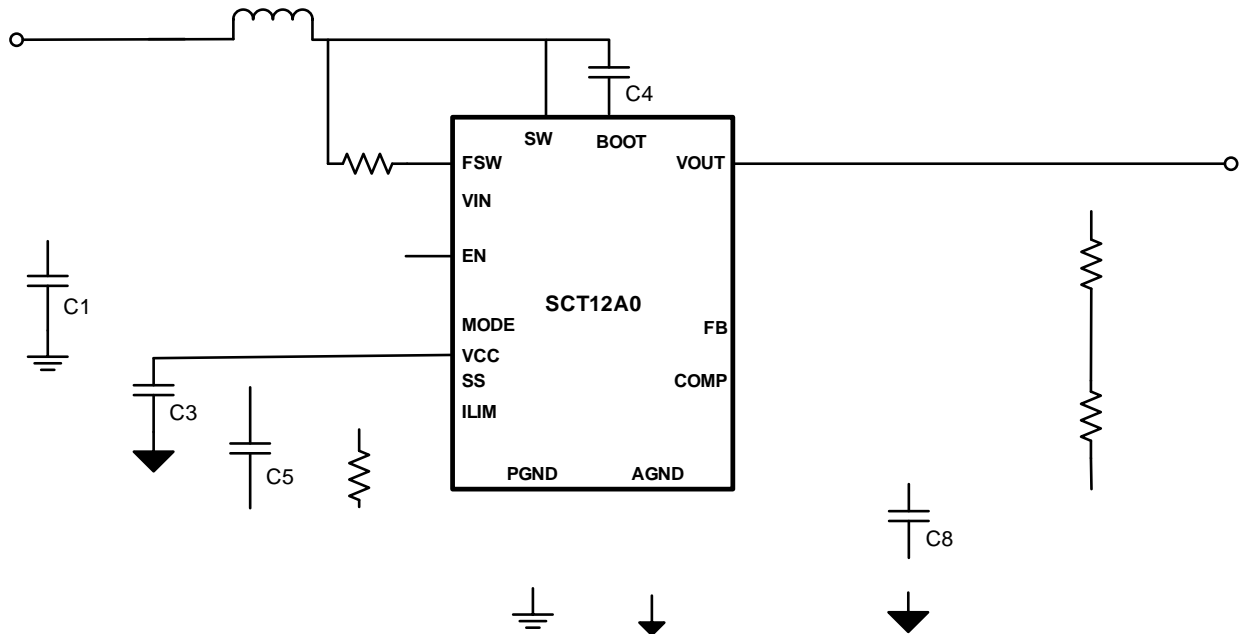 C4
SW
BOOT
FSW
VOUT
VIN
EN
C1
SCT12A0
MODE
FB
VCC
SS
COMP
C3
ILIM
C5
PGND
AGND
C8